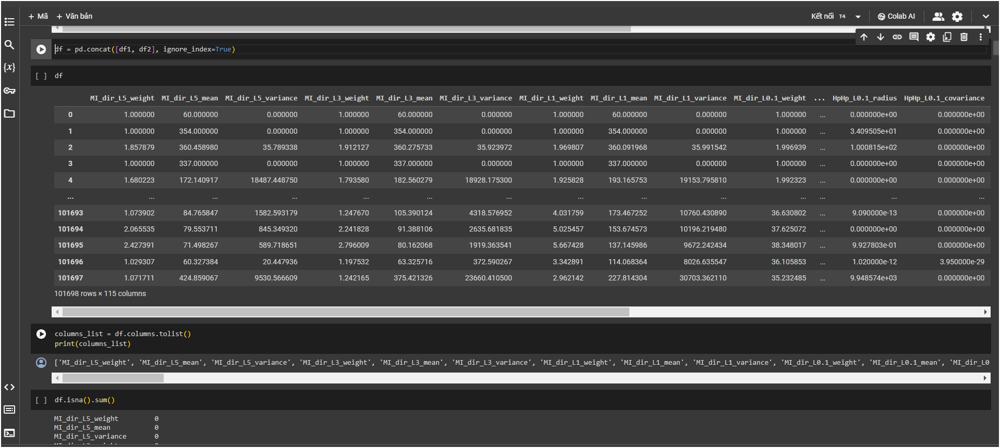 + Mã + Văn bản Kết nối T4 Colab AI
df = pd.concat([df1, df2], ignore_index=True)
[ ] df
MI_dir_L5_weight MI_dir_L5_mean MI_dir_L5_variance MI_dir_L3_weight MI_dir_L3_mean MI_dir_L3_variance MI_dir_L1_weight MI_dir_L1_mean MI_dir_L1_variance MI_dir_L0.1_weight ... HpHp_L0.1_radius HpHp_L0.1_covariance
0 1.000000 60.000000 0.000000 1.000000 60.000000 0.000000 1.000000 60.000000 0.000000 1.000000 ... 0.000000e+00 0.000000e+00
1 1.000000 354.000000 0.000000 1.000000 354.000000 0.000000 1.000000 354.000000 0.000000 1.000000 ... 3.409505e+01 0.000000e+00
2 1.857879 360.458980 35.789338 1.912127 360.275733 35.923972 1.969807 360.091968 35.991542 1.996939 ... 1.000815e+02 0.000000e+00
3 1.000000 337.000000 0.000000 1.000000 337.000000 0.000000 1.000000 337.000000 0.000000 1.000000 ... 0.000000e+00 0.000000e+00
4 1.680223 172.140917 18487.448750 1.793580 182.560279 18928.175300 1.925828 193.165753 19153.795810 1.992323 ... 0.000000e+00 0.000000e+00
... ... ... ... ... ... ... ... ... ... ... ... ... ...
101693 1.073902 84.765847 1582.593179 1.247670 105.390124 4318.576952 4.031759 173.467252 10760.430890 36.630802 ... 9.090000e-13 0.000000e+00
101694 2.065535 79.553711 845.349320 2.241828 91.388106 2635.681835 5.025457 153.674573 10196.219480 37.625072 ... 0.000000e+00 0.000000e+00
101695 2.427391 71.498267 589.718651 2.796009 80.162068 1919.363541 5.667428 137.145986 9672.242434 38.348017 ... 9.927803e-01 0.000000e+00
101696 1.029307 60.327384 20.447936 1.197532 63.325716 372.590267 3.342891 114.068364 8026.635547 36.105853 ... 1.020000e-12 3.950000e-29
101697 1.071711 424.859067 9530.566609 1.242165 375.421326 23660.410500 2.962142 227.814304 30703.362110 35.232485 ... 9.948574e+03 0.000000e+00
101698 rows × 115 columns
columns_list = df.columns.tolist()
print(columns_list)
['MI_dir_L5_weight', 'MI_dir_L5_mean', 'MI_dir_L5_variance', 'MI_dir_L3_weight', 'MI_dir_L3_mean', 'MI_dir_L3_variance', 'MI_dir_L1_weight', 'MI_dir_L1_mean', 'MI_dir_L1_variance', 'MI_dir_L0.1_weight', 'MI_dir_L0.1_mean', 'MI_dir_L0
[ ] df.isna().sum()
MI_dir_L5_weight 0
MI_dir_L5_mean 0
MI_dir_L5_variance 0